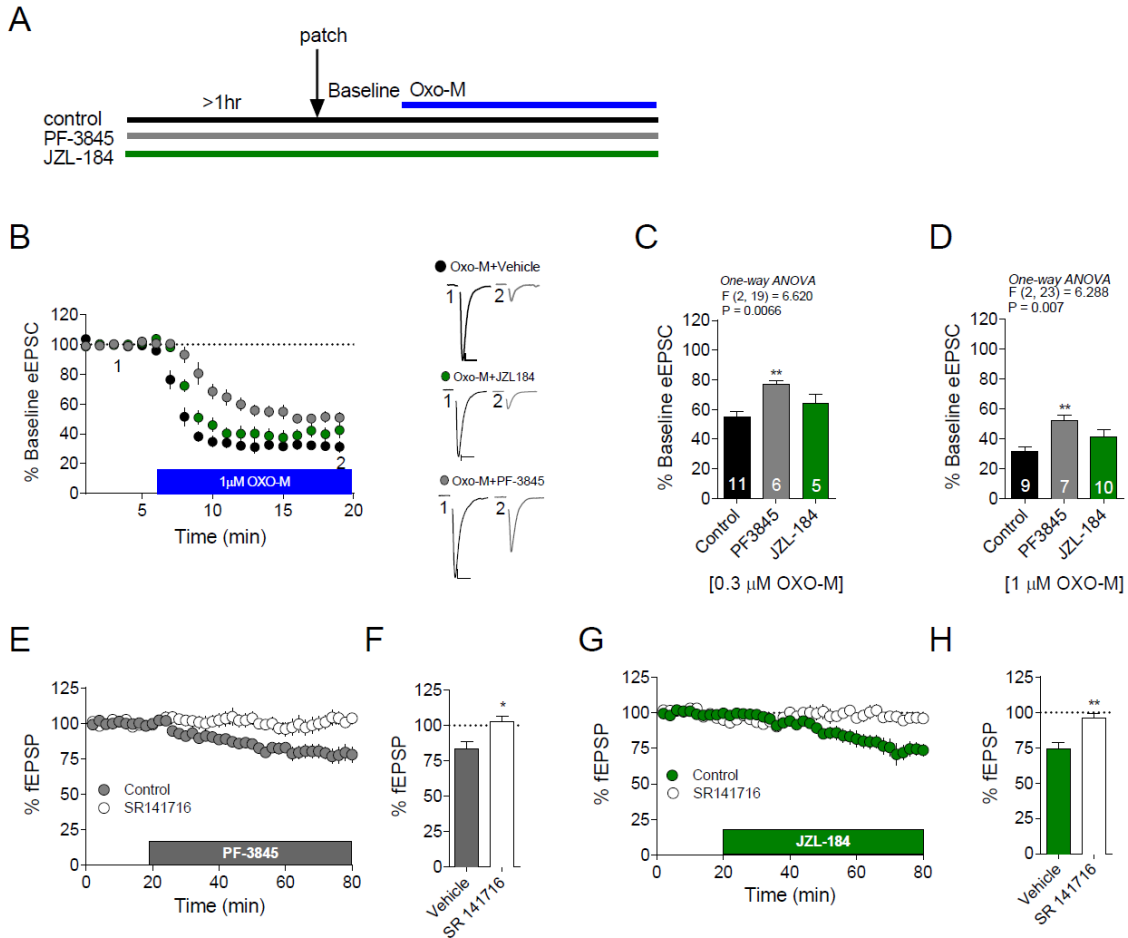 A
patch
>1hr
Baseline
Oxo-M
control
PF-3845
JZL-184
B
% Baseline eEPSC
120
100
80
60
40
20
0
1
2
1µM OXO-M
5
10
15
20
Time (min)
Oxo-M+Vehicle
1
2
Oxo-M+JZL184
1
2
Oxo-M+PF-3845
1
2
C
One-way ANOVA
F (2, 19) = 6.620
P = 0.0066
% Baseline eEPSC
120
100
80
60
40
20
0
**
11
6
5
Control
PF3845
JZL-184
[0.3 µM OXO-M]
D
One-way ANOVA
F (2, 23) = 6.288
P = 0.007
% Baseline eEPSC
120
100
80
60
40
20
0
**
9
7
10
Control
PF3845
JZL-184
[1 µM OXO-M]
E
% fEPSP
125
100
75
50
25
0
Control
SR141716
PF-3845
0
20
40
60
80
Time (min)
F
% fEPSP
125
100
75
50
25
0
*
Vehicle
SR 141716
G
% fEPSP
125
100
75
50
25
0
Control
SR141716
JZL-184
0
20
40
60
80
Time (min)
H
% fEPSP
125
100
75
50
25
0
**
Vehicle
SR 141716